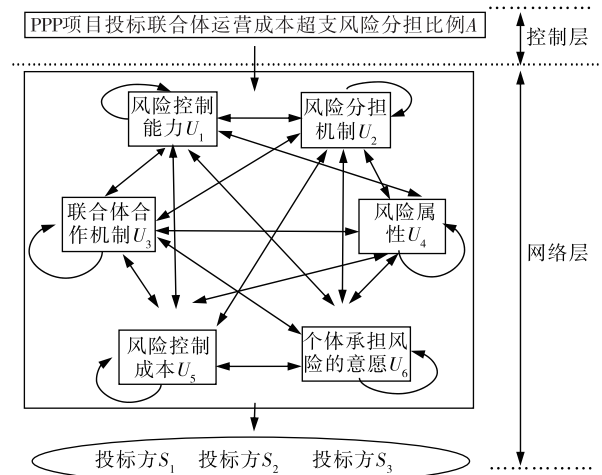 PPP项目投标联合体运营成本超支风险分担比例A
控制层
风险控制
能力U1
风险分担
机制U2
联合体合
作机制U3
风险属
性U4
网络层
风险控制
成本U5
个体承担风
险的意愿U6
投标方S1 投标方S2 投标方S3